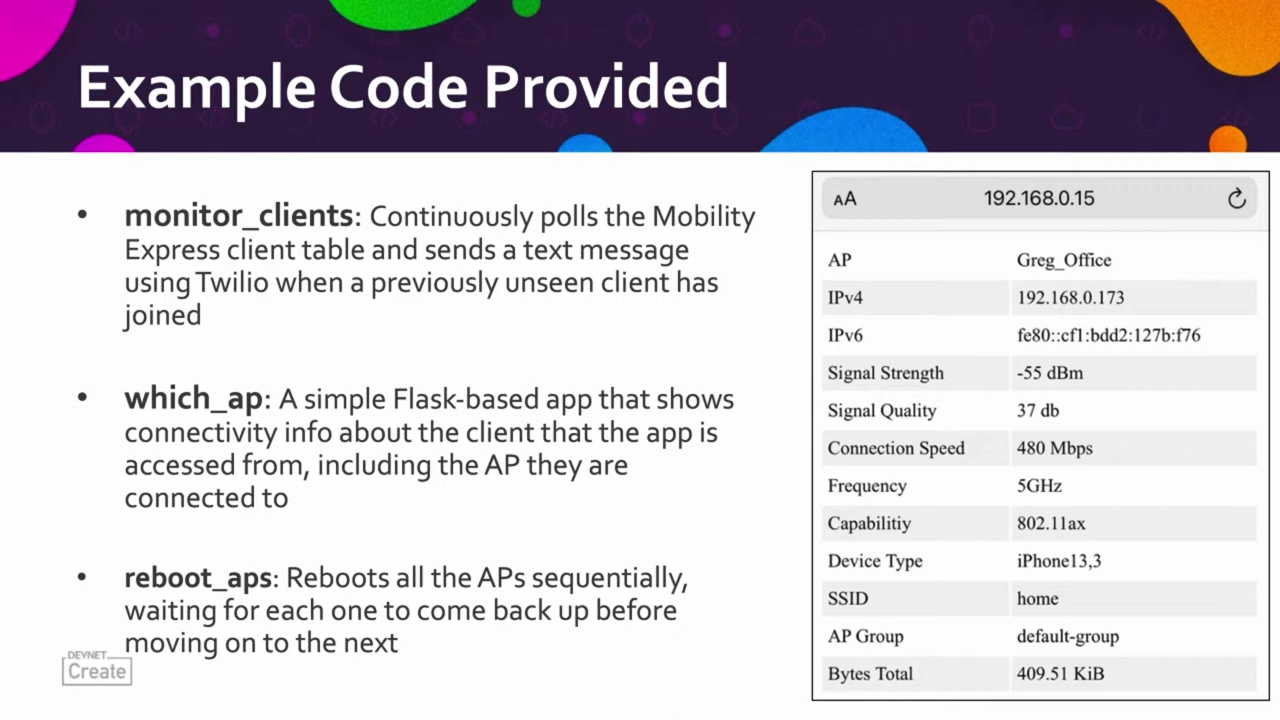 Example Code Provided
• monitor_clients: Continuously polls the Mobility
Express client table and sends a text message
using Twilio when a previously unseen client has
joined
• which_ap: A simple Flask-based app that shows
connectivity info about the client that the app is
accessed from, including the AP they are
connected to
• reboot_aps: Reboots all the APs sequentially,
waiting for each one to come back up before
moving on to the next
DEVNET
Create
AA 192.168.0.15
AP Greg_Office
IPv4 192.168.0.173
IPv6 fe80::cf1:bdd2:127b:f76
Signal Strength -55 dBm
Signal Quality 37 db
Connection Speed 480 Mbps
Frequency 5GHz
Capabilitiy 802.11ax
Device Type iPhone13,3
SSID home
AP Group default-group
Bytes Total 409.51 KiB